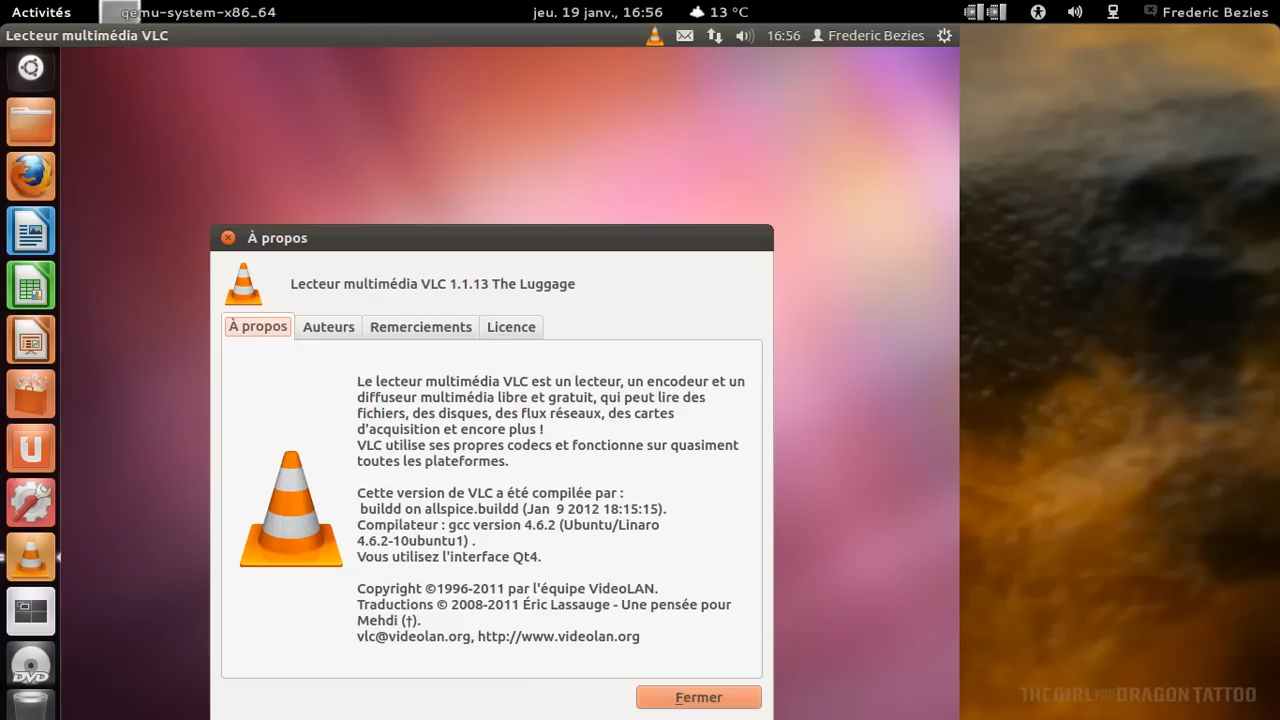 Activités qemu-system-x86_64 jeu. 19 janv., 16:56 13 °C Frederic Bezies
Lecteur multimédia VLC 16:56 Frederic Bezies
À propos
Lecteur multimédia VLC 1.1.13 The Luggage
À propos Auteurs Remerciements Licence
Le lecteur multimédia VLC est un lecteur, un encodeur et un
diffuseur multimédia libre et gratuit, qui peut lire des
fichiers, des disques, des flux réseaux, des cartes
d'acquisition et encore plus !
VLC utilise ses propres codecs et fonctionne sur quasiment
toutes les plateformes.
Cette version de VLC a été compilée par :
buildd on allspice.buildd (Jan  9 2012 18:15:15).
Compilateur : gcc version 4.6.2 (Ubuntu/Linaro
4.6.2-10ubuntu1) .
Vous utilisez l'interface Qt4.
Copyright ©1996-2011 par l'équipe VideoLAN.
Traductions © 2008-2011 Éric Lassauge - Une pensée pour
Mehdi (†).
vlc@videolan.org, http://www.videolan.org
Fermer
DVD
THE GIRL WITH THE DRAGON TATTOO